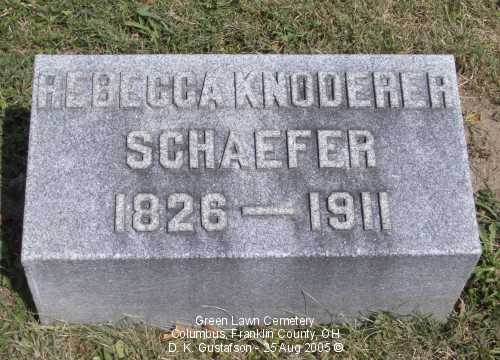 REBECCA KNODERER
SCHAEFER
1826 — 1911
Green Lawn Cemetery
Columbus, Franklin County, OH
D. K. Gustafson - 25 Aug 2005 ©